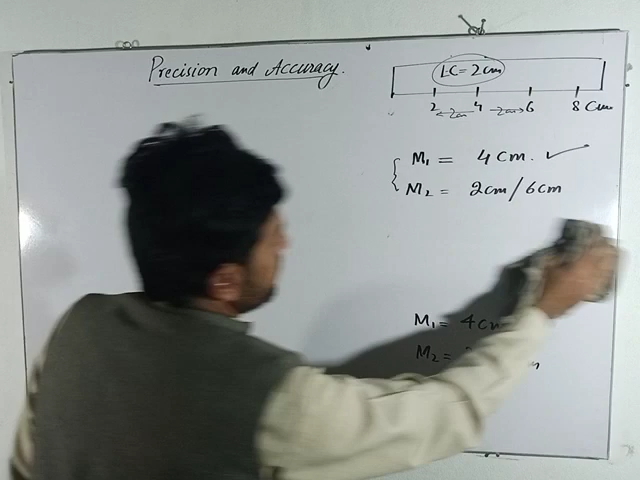 Precision and Accuracy.
LC = 2cm
2 4 6 8 Cm
2cm 2cm
M₁ = 4 cm. ✓
M₂ = 2cm / 6cm
M₁ = 4 c
M₂ =